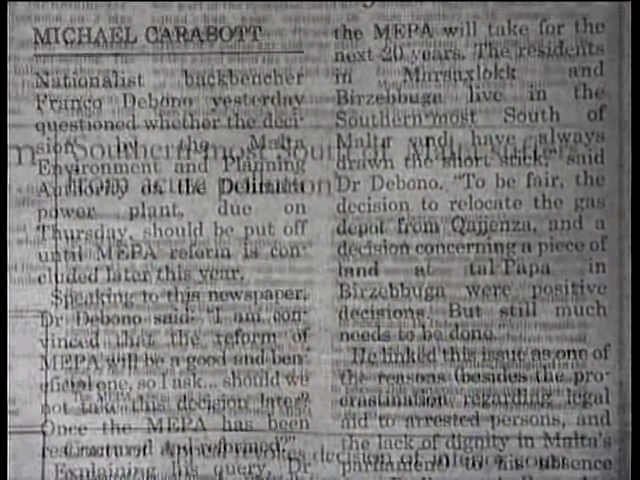 MICHAEL CARABOTT
Nationalist backbencher
Franco Debono yesterday
questioned whether the deci-
sion by the Malta
Environment and Planning
Authority on the Delimara
power plant, due on
Thursday, should be put off
until MEPA reform is con-
cluded later this year.
Speaking to this newspaper,
Dr Debono said: "I am con-
vinced that the reform of
MEPA will be a good and ben-
eficial one, so I ask... should we
not take this decision later?
Once the MEPA has been
and reformed?"
Explaining his query, Dr
the MEPA will take for the
next 20 years. The residents
in Marsaxlokk and
Birzebbuga live in the
Southern-most South of
Malta and have always
drawn the short stick," said
Dr Debono. "To be fair, the
decision to relocate the gas
depot from Qajjenza, and a
decision concerning a piece of
land at tal-Papa in
Birzebbuga were positive
decisions. But still much
needs to be done."
He linked this issue as one of
the reasons (besides the pro-
crastination regarding legal
aid to arrested persons, and
the lack of dignity in Malta's
parliament) to his absence